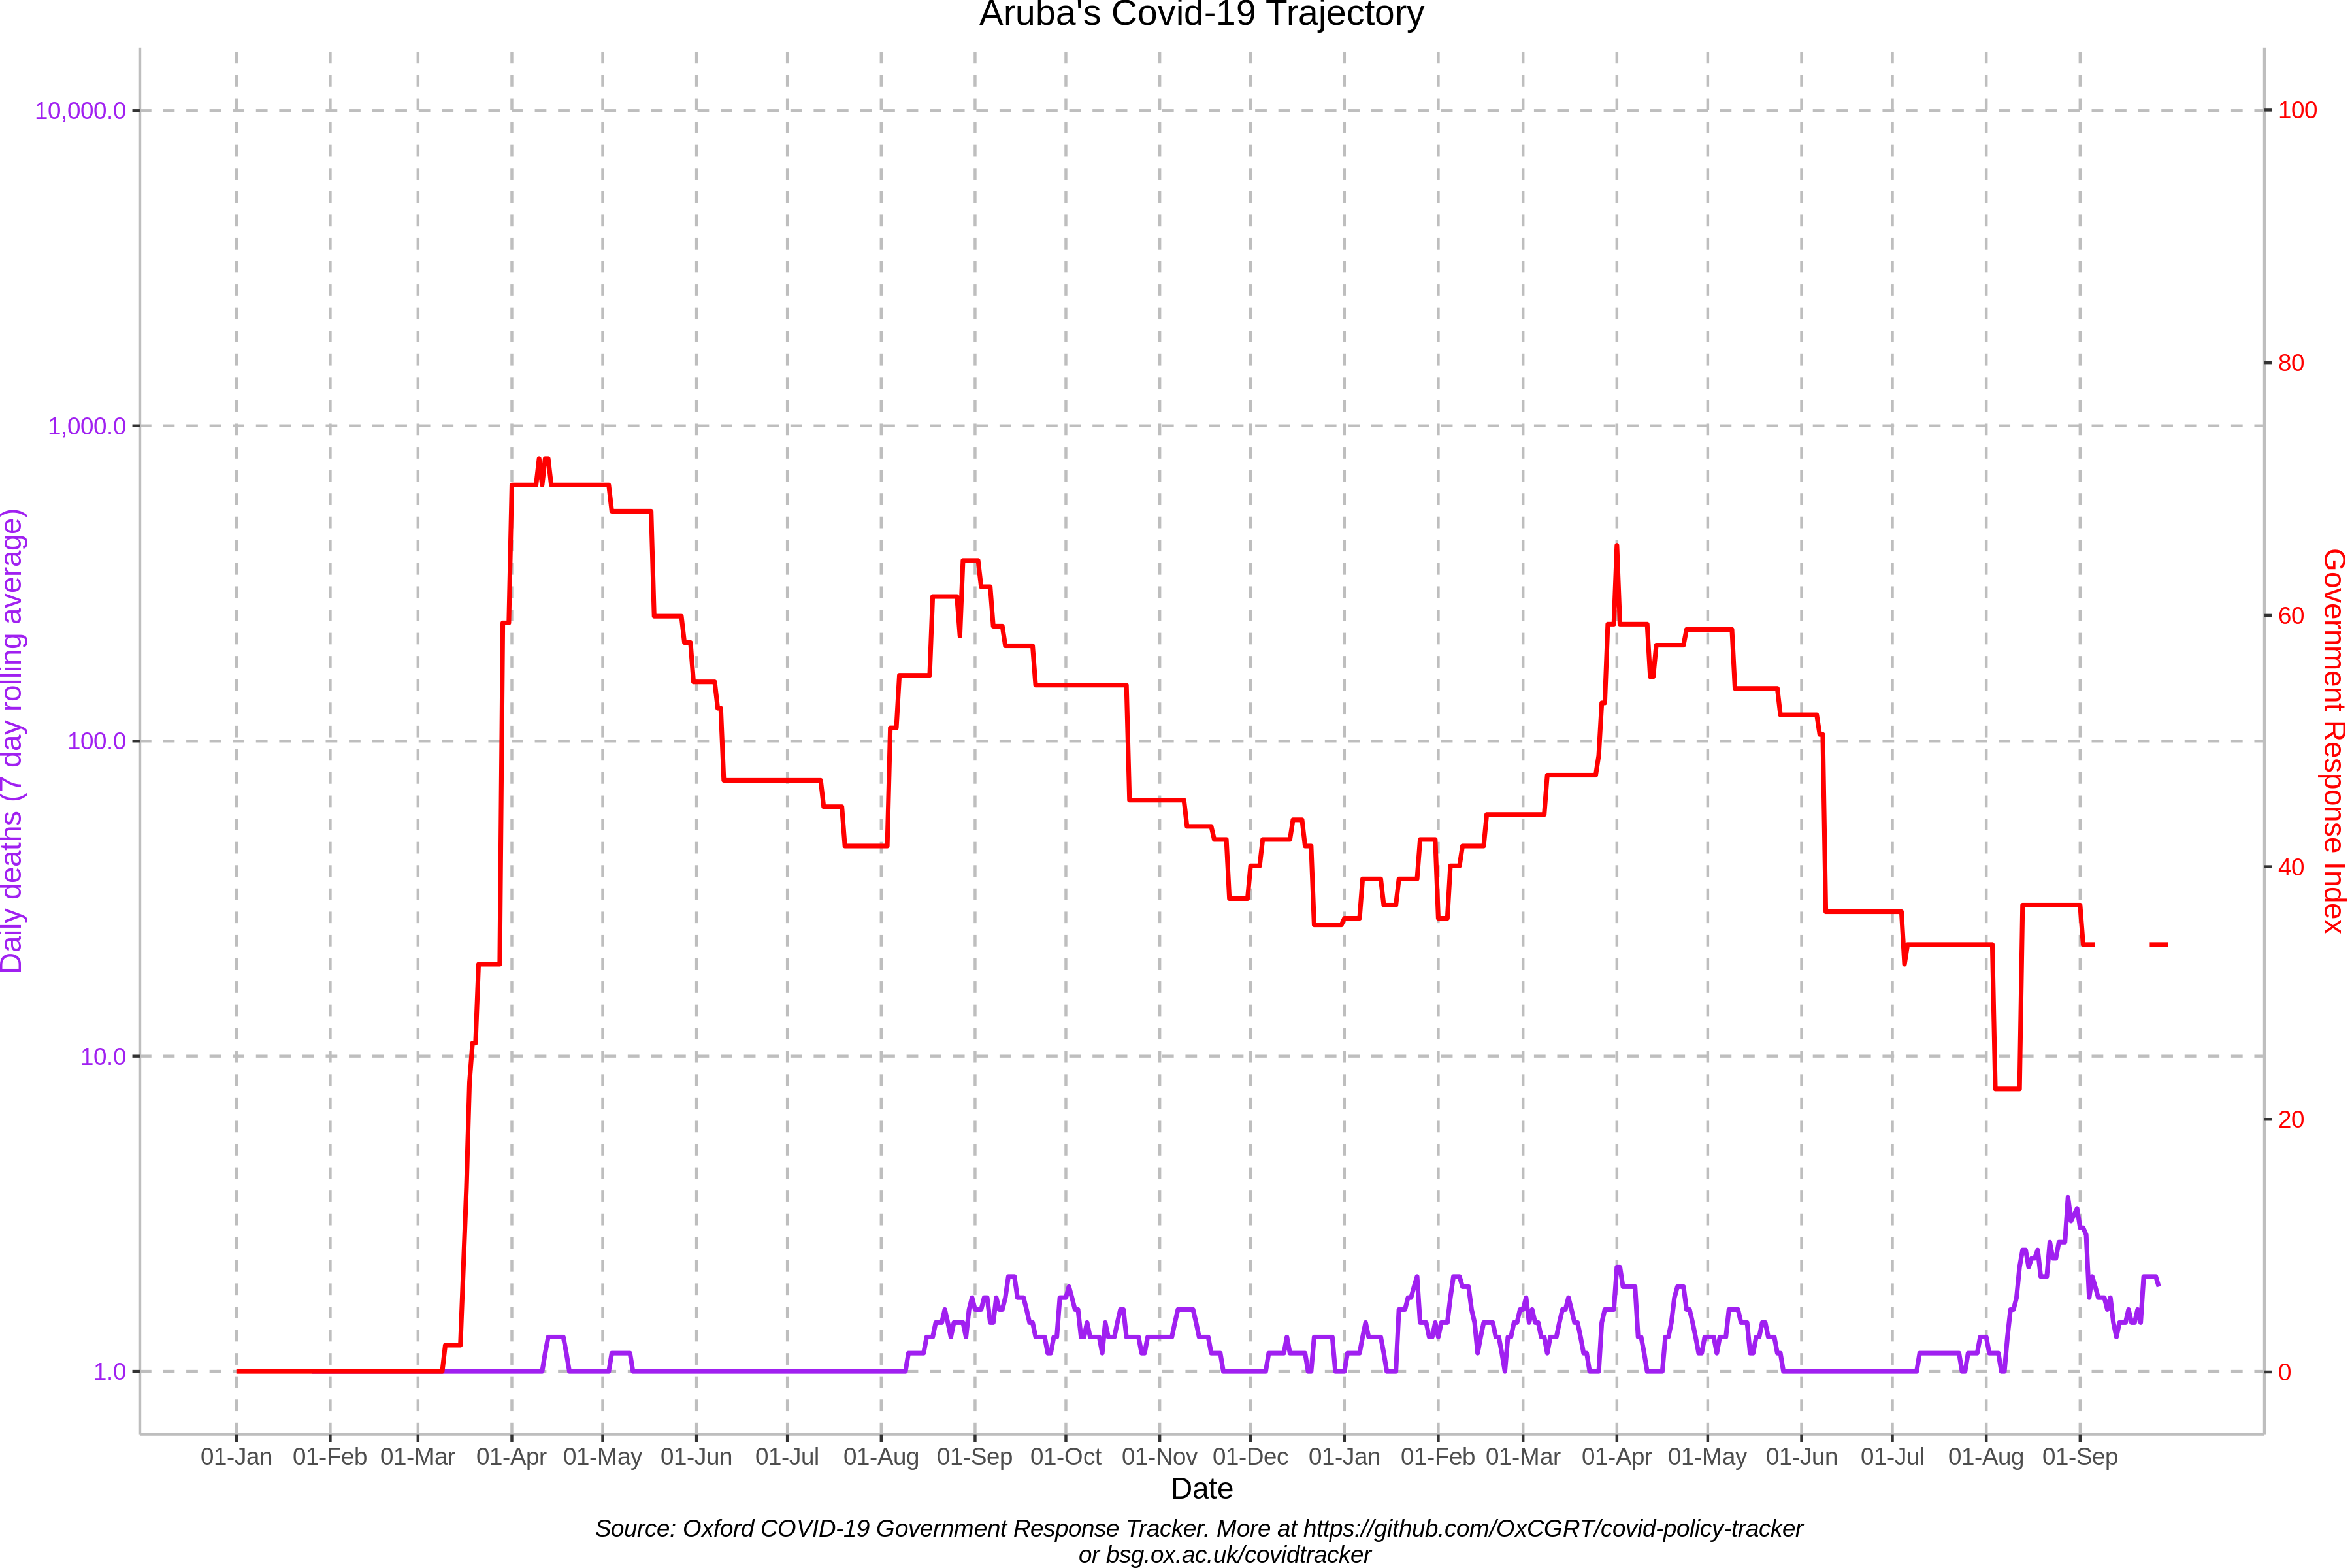 Aruba's Covid-19 Trajectory
10,000.0
1,000.0
100.0
10.0
1.0
Daily deaths (7 day rolling average)
100
80
60
40
20
0
Government Response Index
01-Jan 01-Feb 01-Mar 01-Apr 01-May 01-Jun 01-Jul 01-Aug 01-Sep 01-Oct 01-Nov 01-Dec 01-Jan 01-Feb 01-Mar 01-Apr 01-May 01-Jun 01-Jul 01-Aug 01-Sep
Date
Source: Oxford COVID-19 Government Response Tracker. More at https://github.com/OxCGRT/covid-policy-tracker
or bsg.ox.ac.uk/covidtracker